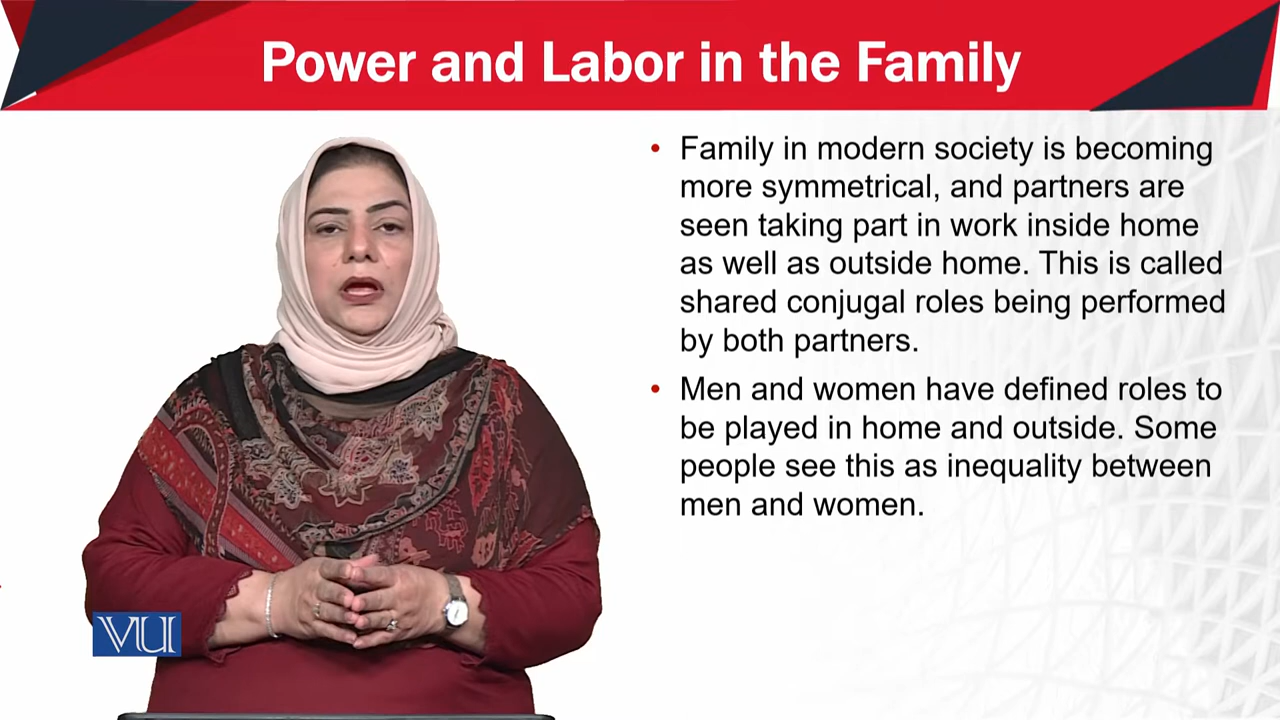 Power and Labor in the Family
• Family in modern society is becoming
more symmetrical, and partners are
seen taking part in work inside home
as well as outside home. This is called
shared conjugal roles being performed
by both partners.
• Men and women have defined roles to
be played in home and outside. Some
people see this as inequality between
men and women.
VU